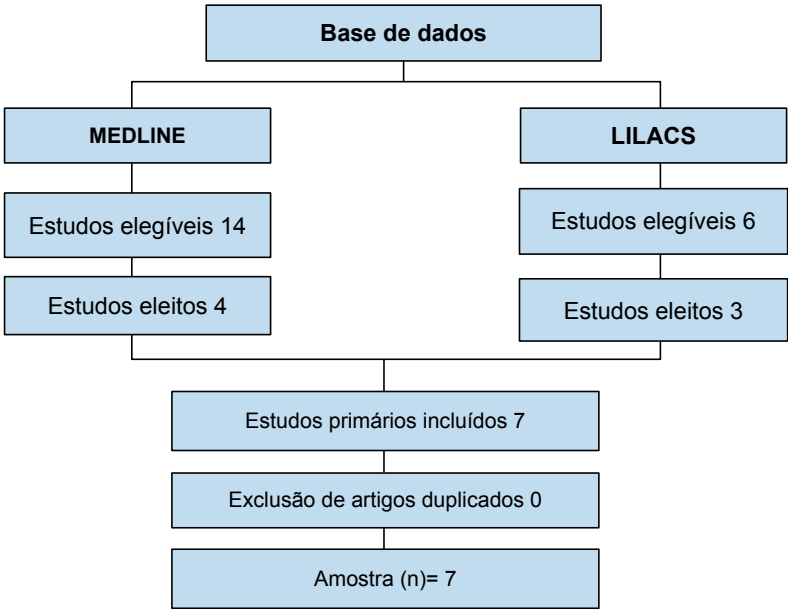 Base de dados
MEDLINE
LILACS
Estudos elegíveis 14
Estudos elegíveis 6
Estudos eleitos 4
Estudos eleitos 3
Estudos primários incluídos 7
Exclusão de artigos duplicados 0
Amostra (n)= 7